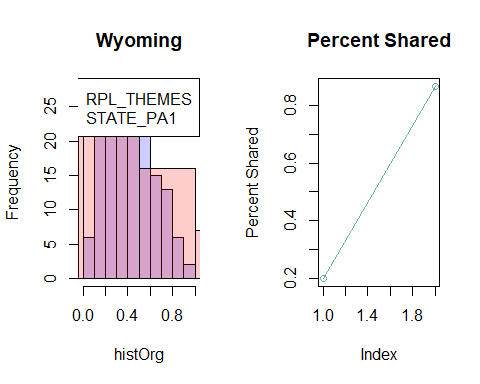 Wyoming
RPL_THEMES
STATE_PA1
Frequency
0 5 10 15 20 25
0.0 0.4 0.8
histOrg
Percent Shared
Percent Shared
0.2 0.4 0.6 0.8
1.0 1.4 1.8
Index